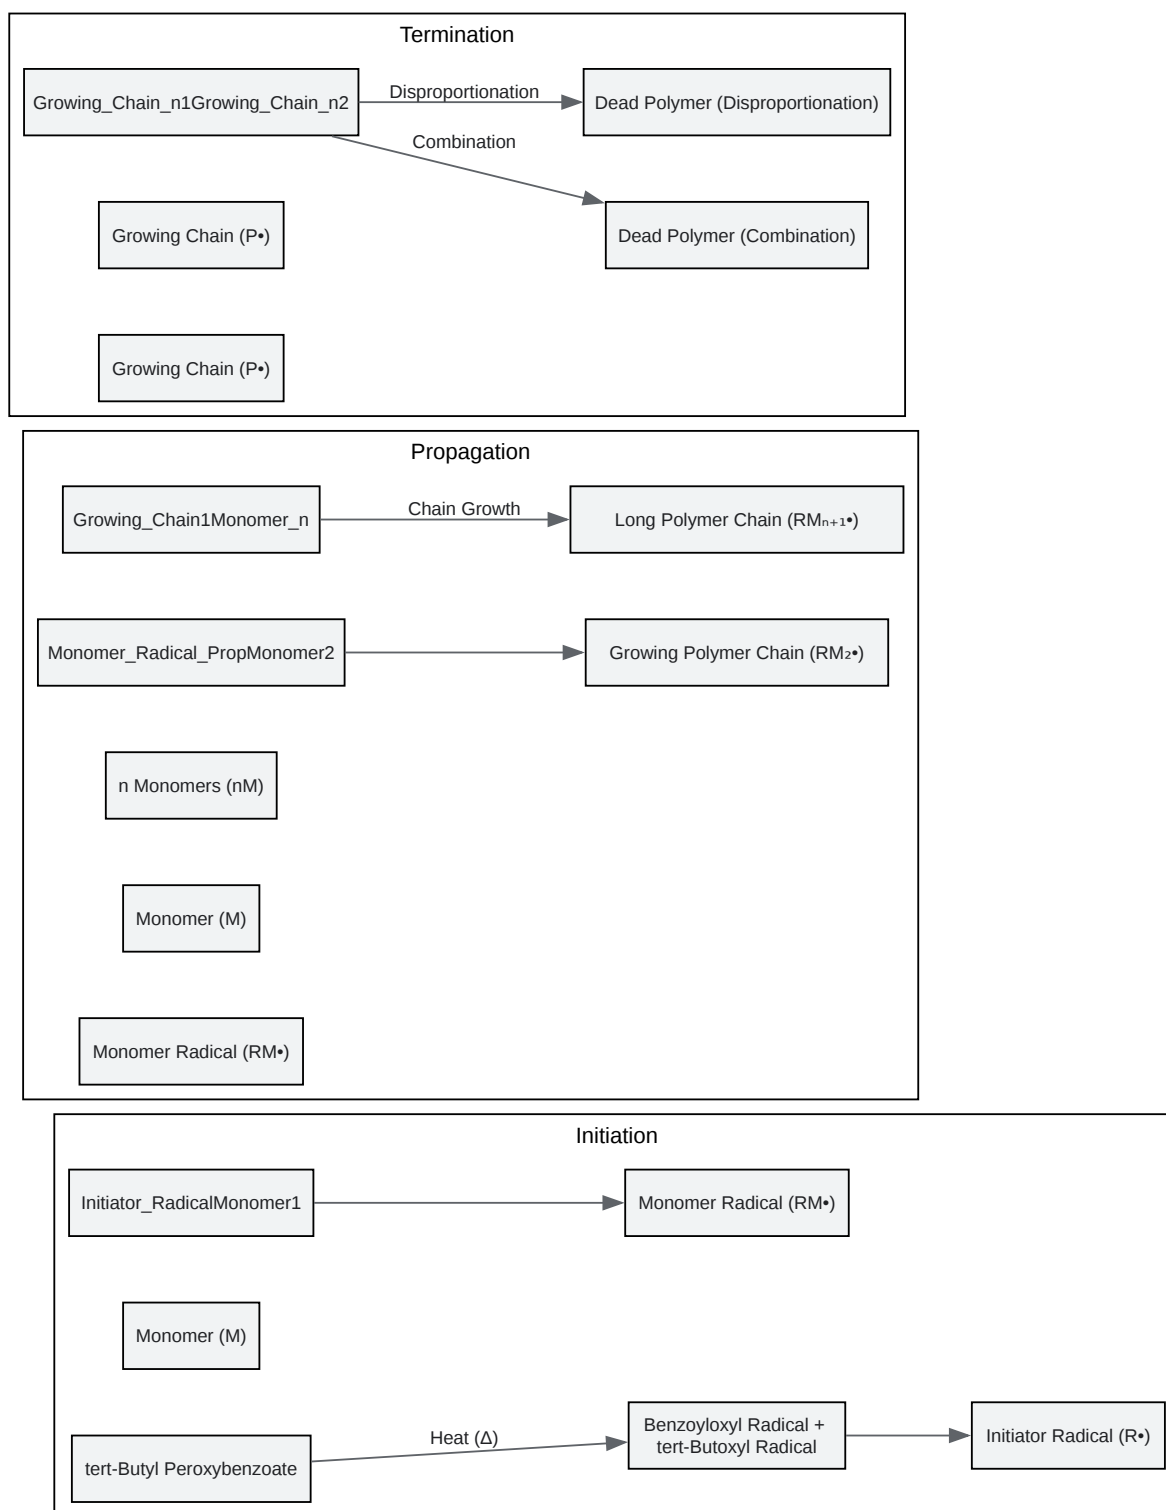 Termination
Growing_Chain_n1Growing_Chain_n2
Disproportionation
Dead Polymer (Disproportionation)
Combination
Growing Chain (P•)
Dead Polymer (Combination)
Growing Chain (P•)
Propagation
Growing_Chain1Monomer_n
Chain Growth
Long Polymer Chain (RMₙ₊₁•)
Monomer_Radical_PropMonomer2
Growing Polymer Chain (RM₂•)
n Monomers (nM)
Monomer (M)
Monomer Radical (RM•)
Initiation
Initiator_RadicalMonomer1
Monomer Radical (RM•)
Monomer (M)
tert-Butyl Peroxybenzoate
Heat (Δ)
Benzoyloxyl Radical +
tert-Butoxyl Radical
Initiator Radical (R•)